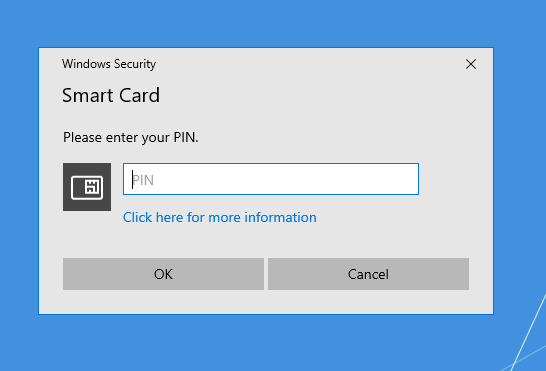 Windows Security
Smart Card
Please enter your PIN.
PIN
Click here for more information
OK
Cancel